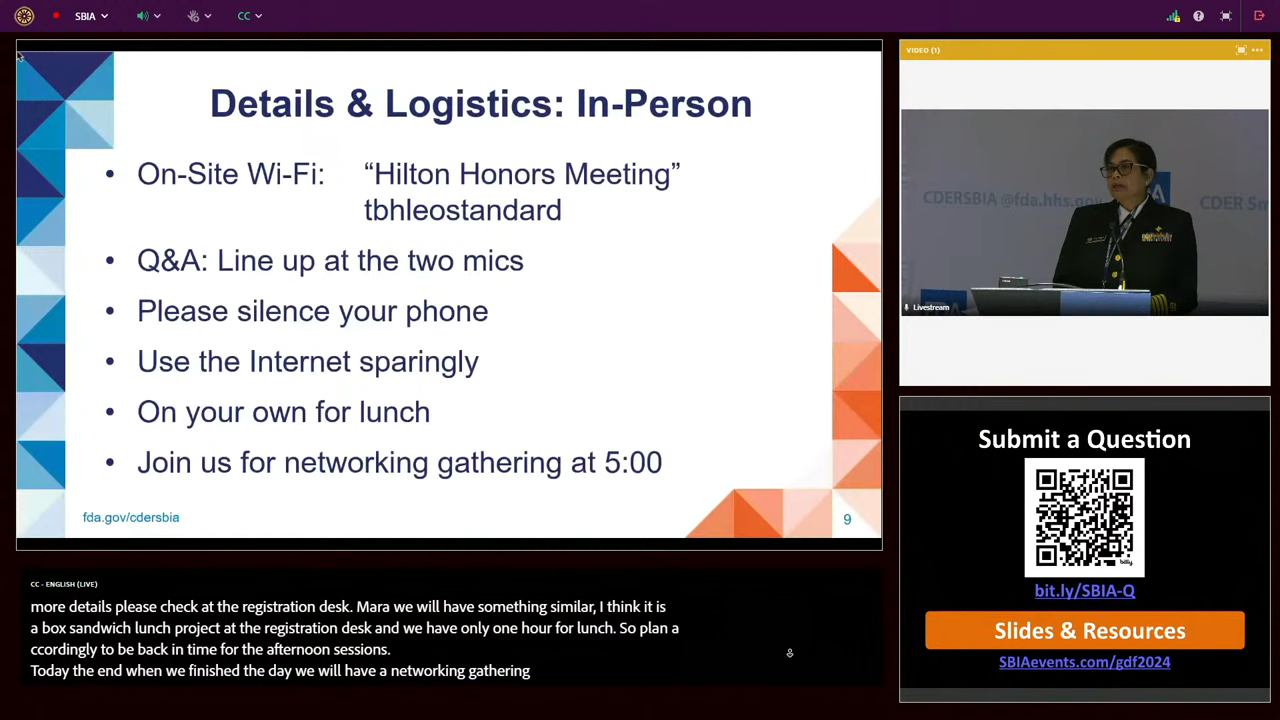 SBIA
CC
Details & Logistics: In-Person
• On-Site Wi-Fi: “Hilton Honors Meeting”
tbhleostandard
• Q&A: Line up at the two mics
• Please silence your phone
• Use the Internet sparingly
• On your own for lunch
• Join us for networking gathering at 5:00
fda.gov/cdersbia
9
CC - ENGLISH (LIVE)
more details please check at the registration desk. Mara we will have something similar, I think it is
a box sandwich lunch project at the registration desk and we have only one hour for lunch. So plan a
ccordingly to be back in time for the afternoon sessions.
Today the end when we finished the day we will have a networking gathering
VIDEO (1)
CDERSBIA @fda.hhs.gov
CDER Sm
Livestream
Submit a Question
bitly
bit.ly/SBIA-Q
Slides & Resources
SBIAevents.com/gdf2024